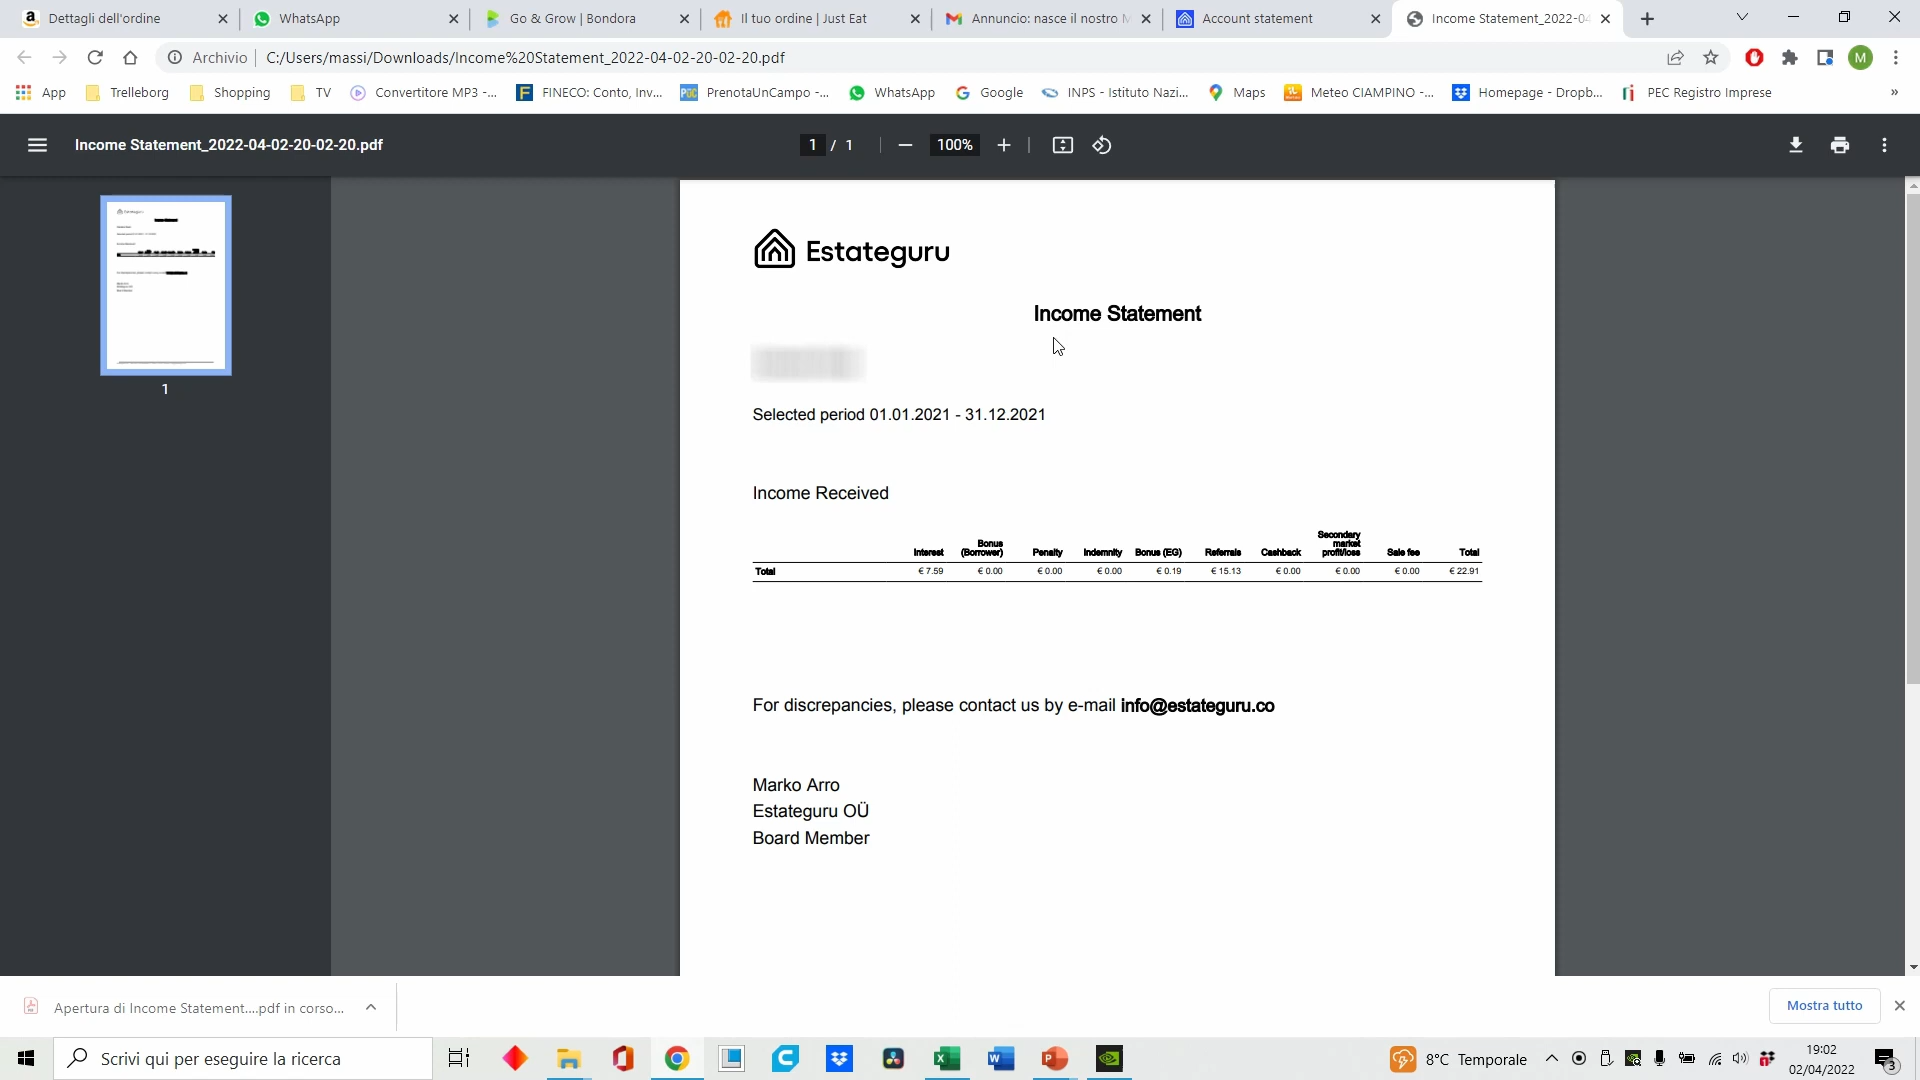 Dettagli dell'ordine
WhatsApp
Go & Grow | Bondora
Il tuo ordine | Just Eat
Annuncio: nasce il nostro M
Account statement
Income Statement_2022-04-
Archivio
C:/Users/massi/Downloads/Income%20Statement_2022-04-02-20-02-20.pdf
M
App
Trelleborg
Shopping
TV
Convertitore MP3 -...
FINECO: Conto, Inv...
PrenotaUnCampo -...
WhatsApp
Google
INPS - Istituto Nazi...
Maps
Meteo CIAMPINO -...
Homepage - Dropb...
PEC Registro Imprese
»
Income Statement_2022-04-02-20-02-20.pdf
1 / 1
100%
1
Estateguru
Income Statement
Selected period 01.01.2021 - 31.12.2021
Income Received
Interest Bonus (Borrower) Penalty Indemnity Bonus (EG) Referrals Cashback Secondary market profit/loss Sale fee Total
Total € 7.59 € 0.00 € 0.00 € 0.00 € 0.19 € 15.13 € 0.00 € 0.00 € 0.00 € 22.91
For discrepancies, please contact us by e-mail info@estateguru.co
Marko Arro
Estateguru OÜ
Board Member
Apertura di Income Statement....pdf in corso...
Mostra tutto
Scrivi qui per eseguire la ricerca
8°C Temporale
19:02
02/04/2022
3